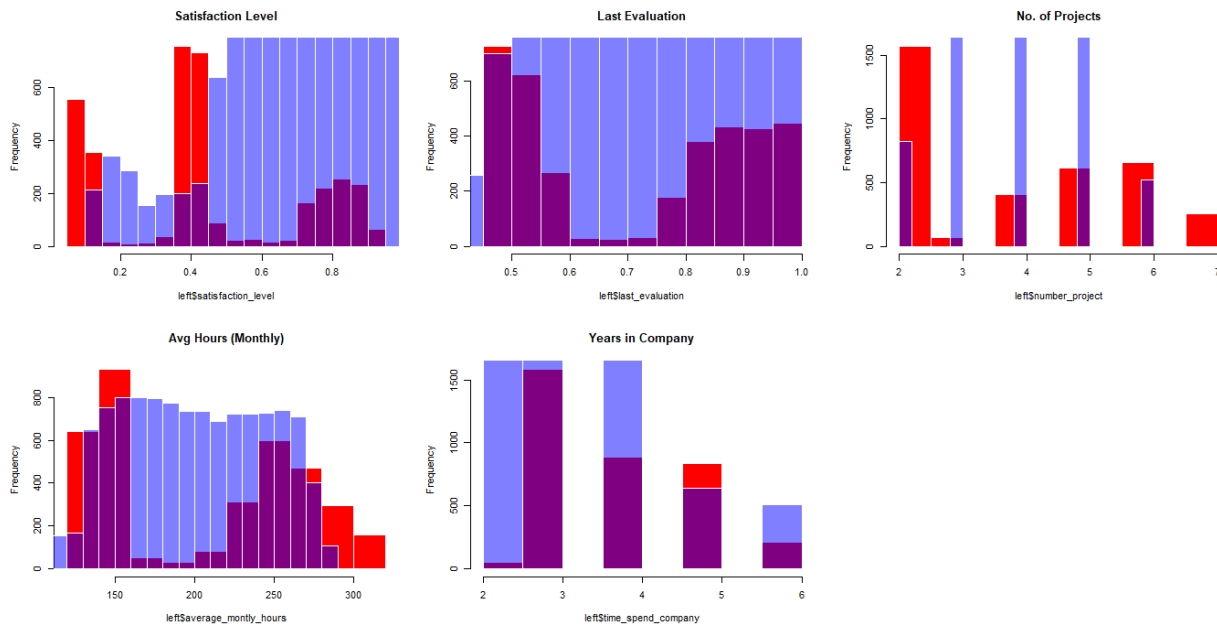 Satisfaction Level
Frequency
0 200 400 600
0.2 0.4 0.6 0.8
left$satisfaction_level
Last Evaluation
Frequency
0 200 400 600
0.5 0.6 0.7 0.8 0.9 1.0
left$last_evaluation
No. of Projects
Frequency
0 500 1000 1500
2 3 4 5 6 7
left$number_project
Avg Hours (Monthly)
Frequency
0 200 400 600 800
150 200 250 300
left$average_montly_hours
Years in Company
Frequency
0 500 1000 1500
2 3 4 5 6
left$time_spend_company